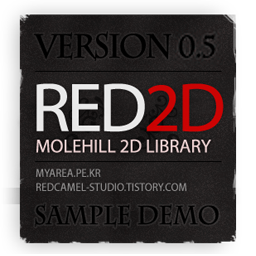 VERSION 0.5
RED2D
MOLEHILL 2D LIBRARY
MYAREA.PE.KR
REDCAMEL-STUDIO.TISTORY.COM
SAMPLE DEMO